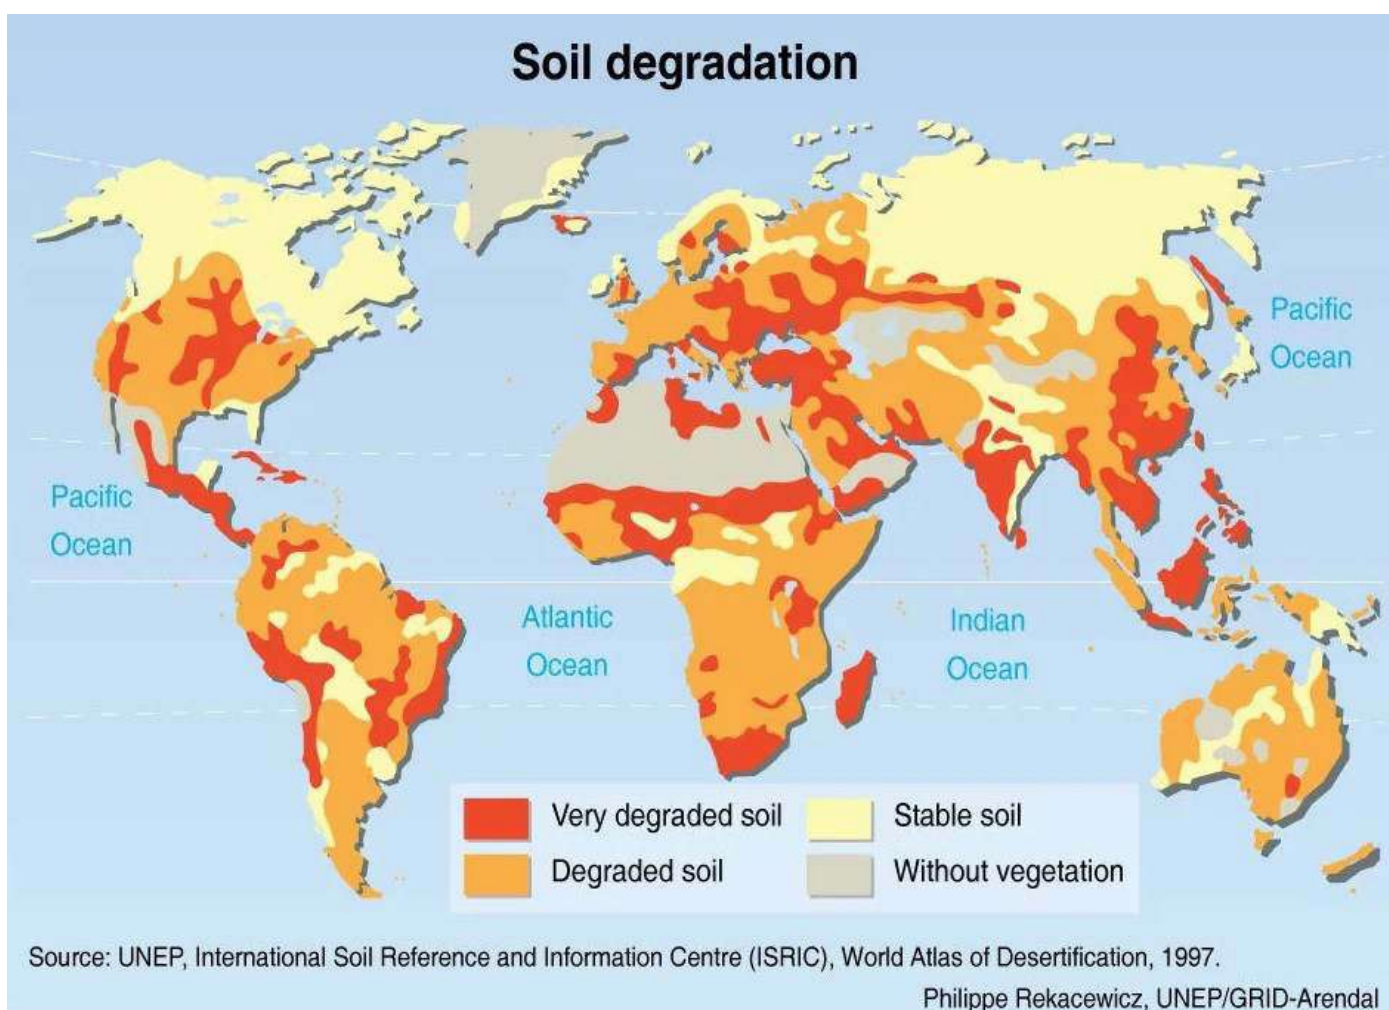 Soil degradation
Pacific
Ocean
Pacific
Ocean
Atlantic
Ocean
Indian
Ocean
Very degraded soil
Stable soil
Degraded soil
Without vegetation
Source: UNEP, International Soil Reference and Information Centre (ISRIC), World Atlas of Desertification, 1997.
Philippe Rekacewicz, UNEP/GRID-Arendal